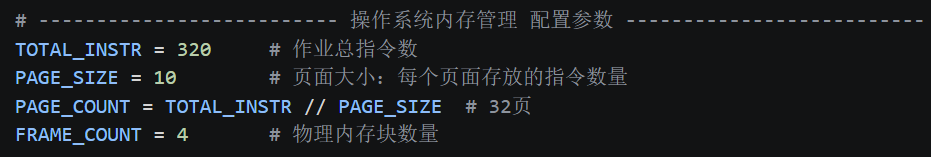 # -------------------------- 操作系统内存管理 配置参数 --------------------------
TOTAL_INSTR = 320     # 作业总指令数
PAGE_SIZE = 10        # 页面大小：每个页面存放的指令数量
PAGE_COUNT = TOTAL_INSTR // PAGE_SIZE  # 32页
FRAME_COUNT = 4       # 物理内存块数量